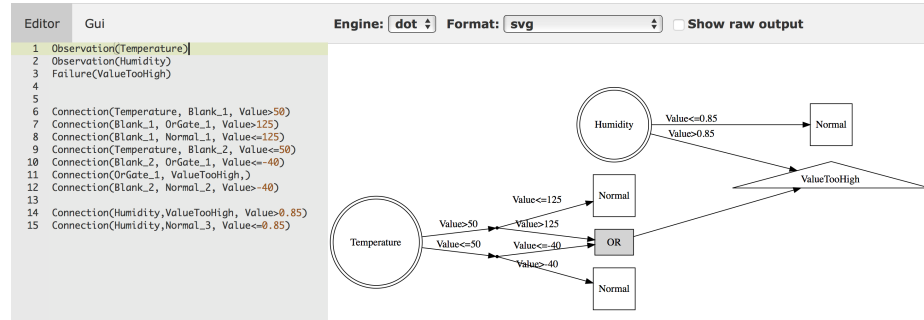 Editor Gui Engine: dot Format: svg Show raw output
1 Observation(Temperature)
2 Observation(Humidity)
3 Failure(ValueTooHigh)
4
5
6 Connection(Temperature, Blank_1, Value>50)
7 Connection(Blank_1, OrGate_1, Value>125)
8 Connection(Blank_1, Normal_1, Value<=125)
9 Connection(Temperature, Blank_2, Value<=50)
10 Connection(Blank_2, OrGate_1, Value<=-40)
11 Connection(OrGate_1, ValueTooHigh,)
12 Connection(Blank_2, Normal_2, Value>-40)
13
14 Connection(Humidity,ValueTooHigh, Value>0.85)
15 Connection(Humidity,Normal_3, Value<=0.85)
Humidity
Value<=0.85
Normal
Value>0.85
ValueTooHigh
Temperature
Value>50
Value<=50
Value<=125
Normal
Value>125
OR
Value<=-40
Value>-40
Normal